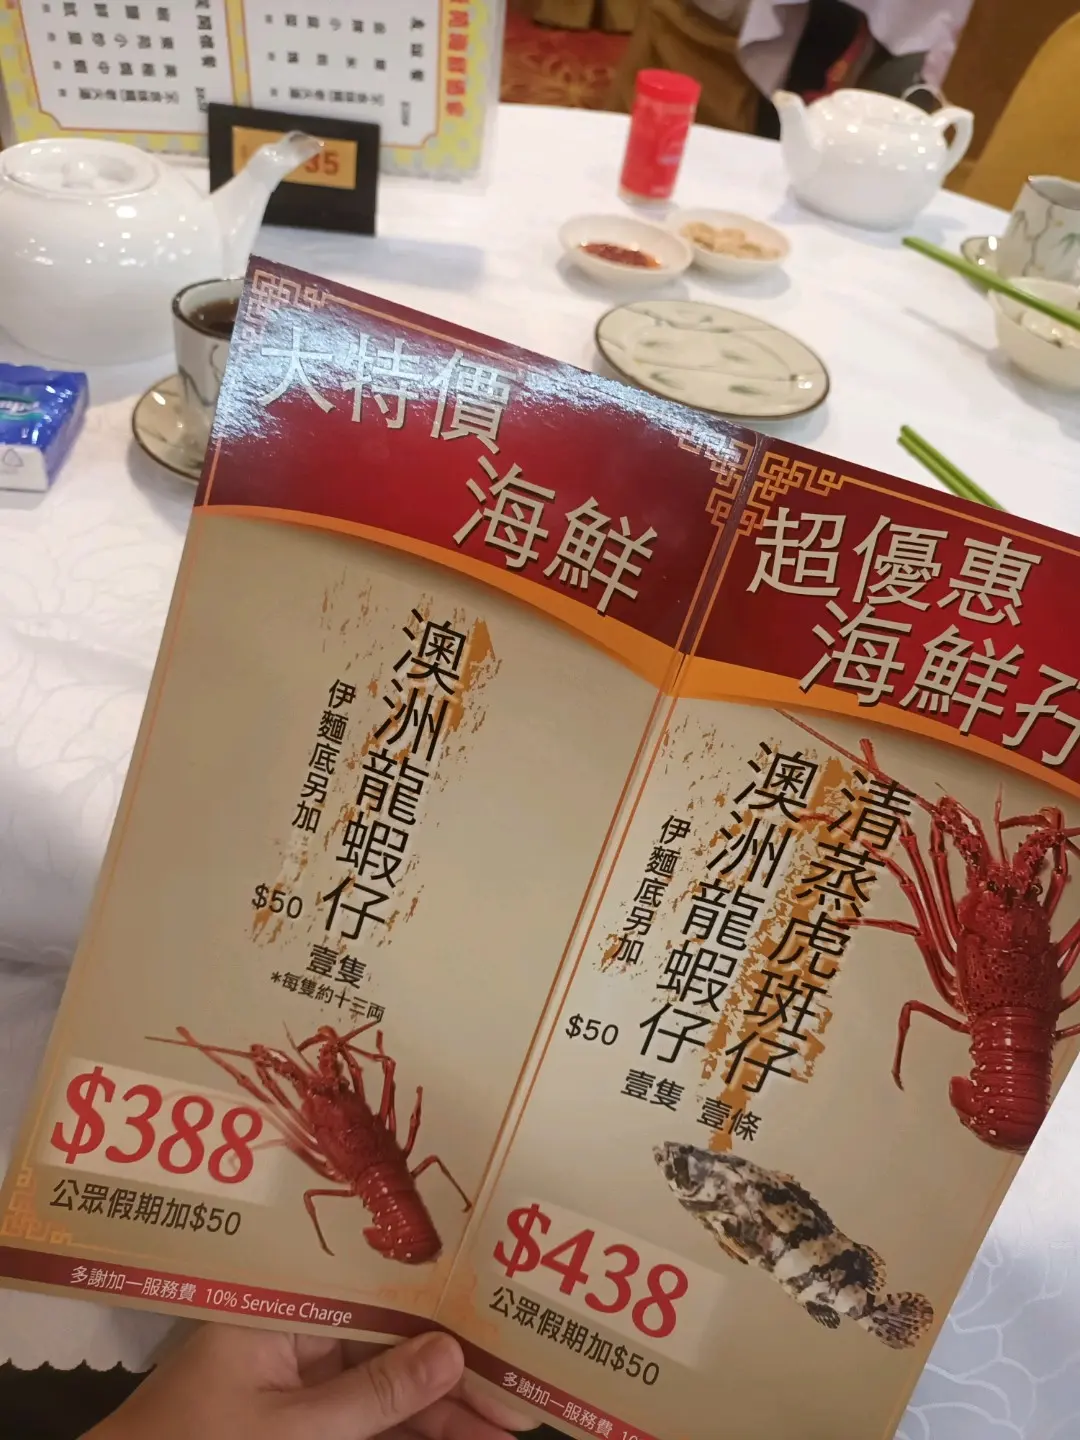 大特價
海鮮
澳洲龍蝦仔
伊麵底另加
$50
壹隻
*每隻約十三両
$388
公眾假期加$50
多謝加一服務費 10% Service Charge
超優惠
海鮮孖
清蒸虎斑仔
澳洲龍蝦仔
伊麵底另加
$50
壹隻 壹條
$438
公眾假期加$50
多謝加一服務費 10
35